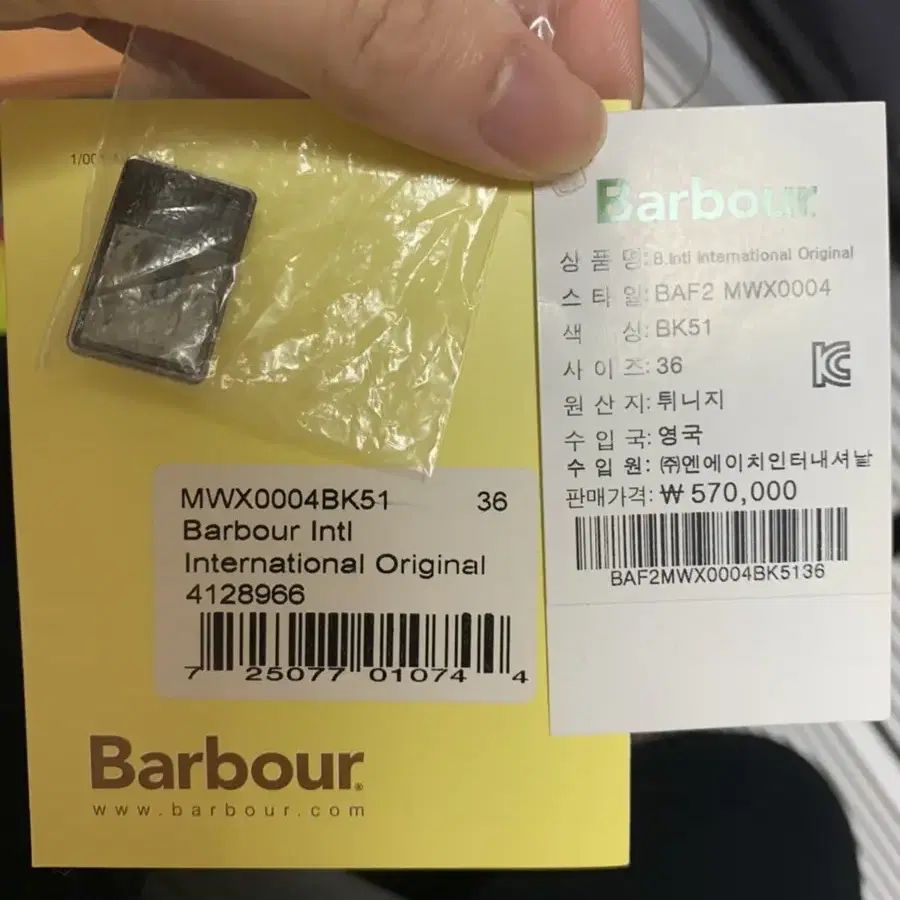 MWX0004BK51 36
Barbour Intl
International Original
4128966
7 25077 01074 4
Barbour
www.barbour.com
Barbour
상품명: B.Intl International Original
스타일: BAF2 MWX0004
색 상: BK51
사이즈: 36
원산지: 튀니지
수입국: 영국
수입원: ㈜엔에이치인터내셔날
판매가격: ₩ 570,000
BAF2MWX0004BK5136